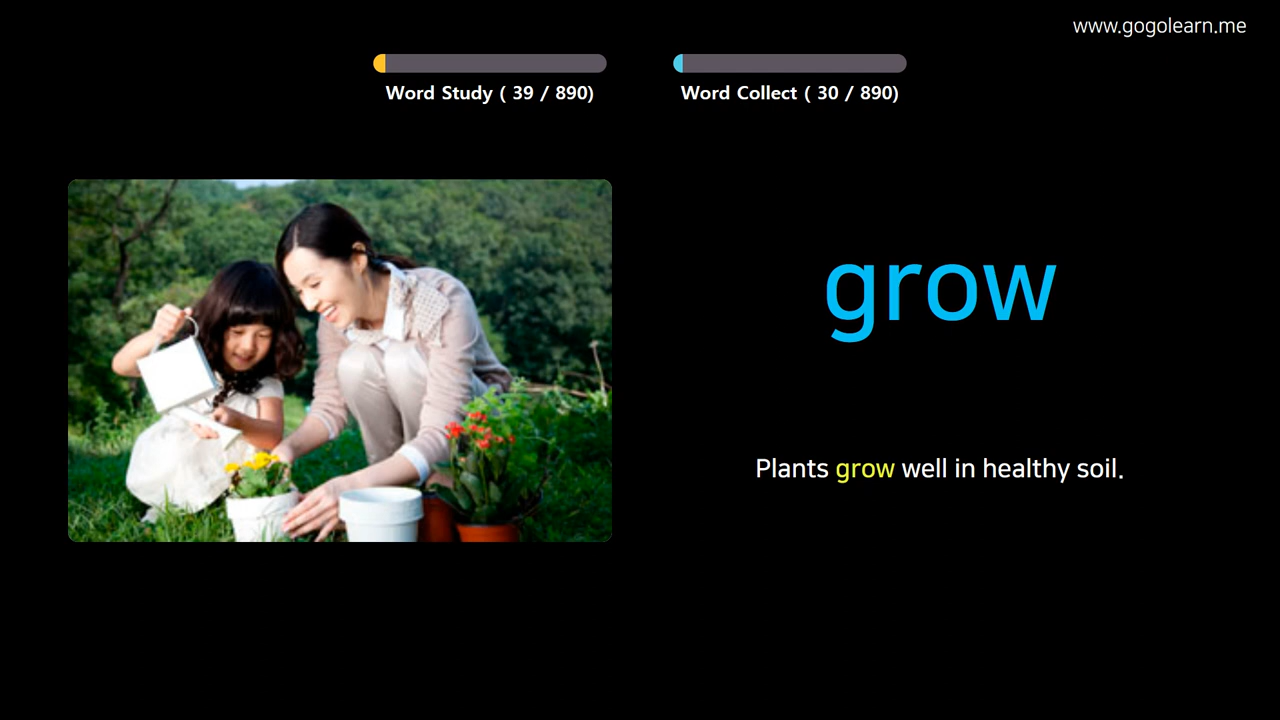 www.gogolearn.me
Word Study ( 39 / 890)
Word Collect ( 30 / 890)
grow
Plants grow well in healthy soil.